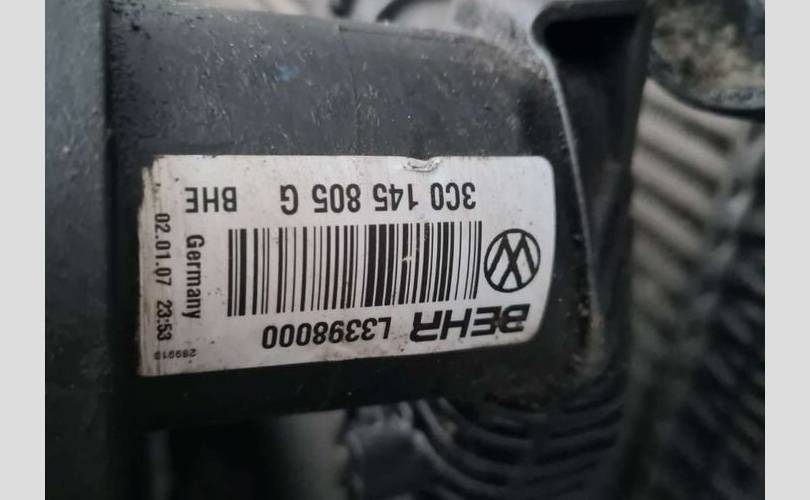 BEHR L3398000
3C0 145 805 G BHE
Germany
02.01.07 23:53